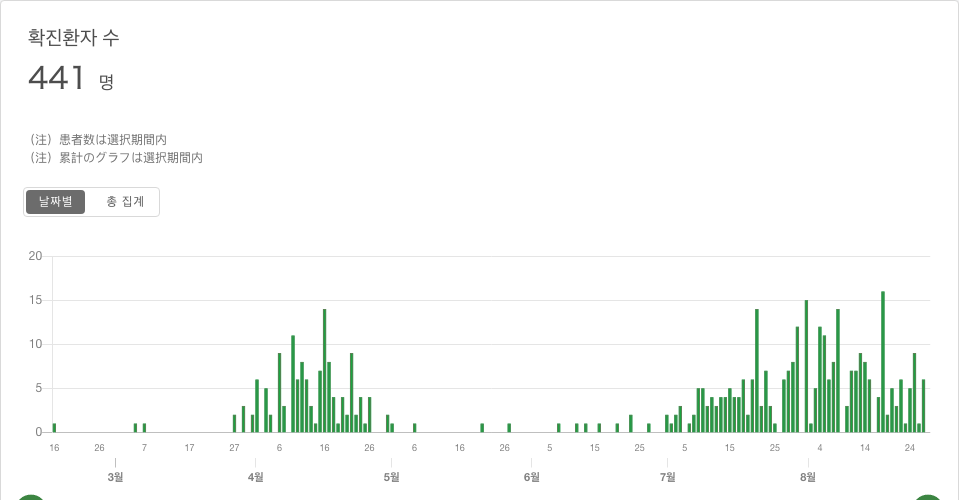 확진환자 수
441 명
（注）患者数は選択期間内
（注）累計のグラフは選択期間内
날짜별 총 집계
20
15
10
5
0
16 26 7 17 27 6 16 26 6 16 26 5 15 25 5 15 25 4 14 24
3월 4월 5월 6월 7월 8월